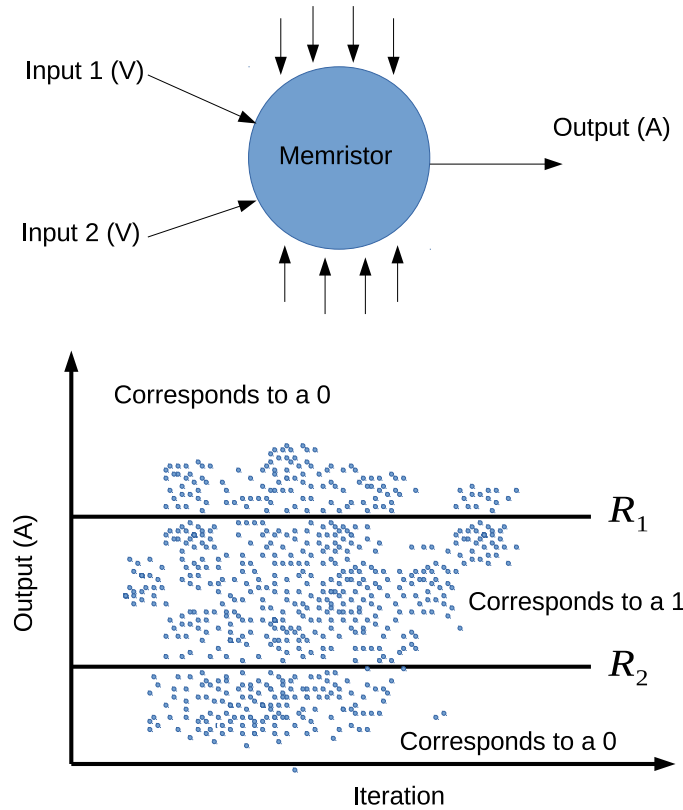 Input 1 (V)
Memristor
Output (A)
Input 2 (V)
Corresponds to a 0
Output (A)
R₁
Corresponds to a 1
R₂
Corresponds to a 0
Iteration